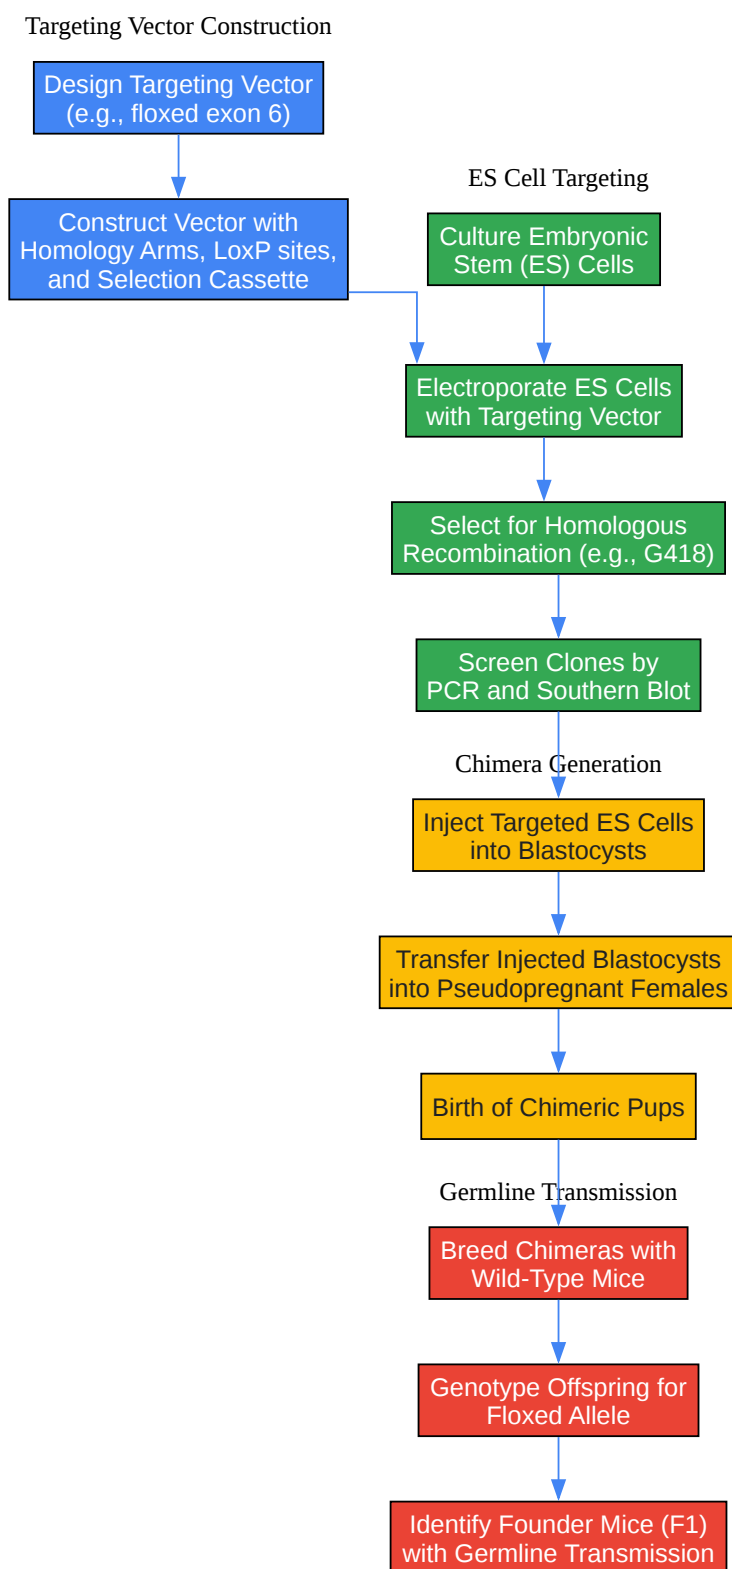 Targeting Vector Construction
Design Targeting Vector
(e.g., floxed exon 6)
Construct Vector with
Homology Arms, LoxP sites,
and Selection Cassette
ES Cell Targeting
Culture Embryonic
Stem (ES) Cells
Electroporate ES Cells
with Targeting Vector
Select for Homologous
Recombination (e.g., G418)
Screen Clones by
PCR and Southern Blot
Chimera Generation
Inject Targeted ES Cells
into Blastocysts
Transfer Injected Blastocysts
into Pseudopregnant Females
Birth of Chimeric Pups
Germline Transmission
Breed Chimeras with
Wild-Type Mice
Genotype Offspring for
Floxed Allele
Identify Founder Mice (F1)
with Germline Transmission